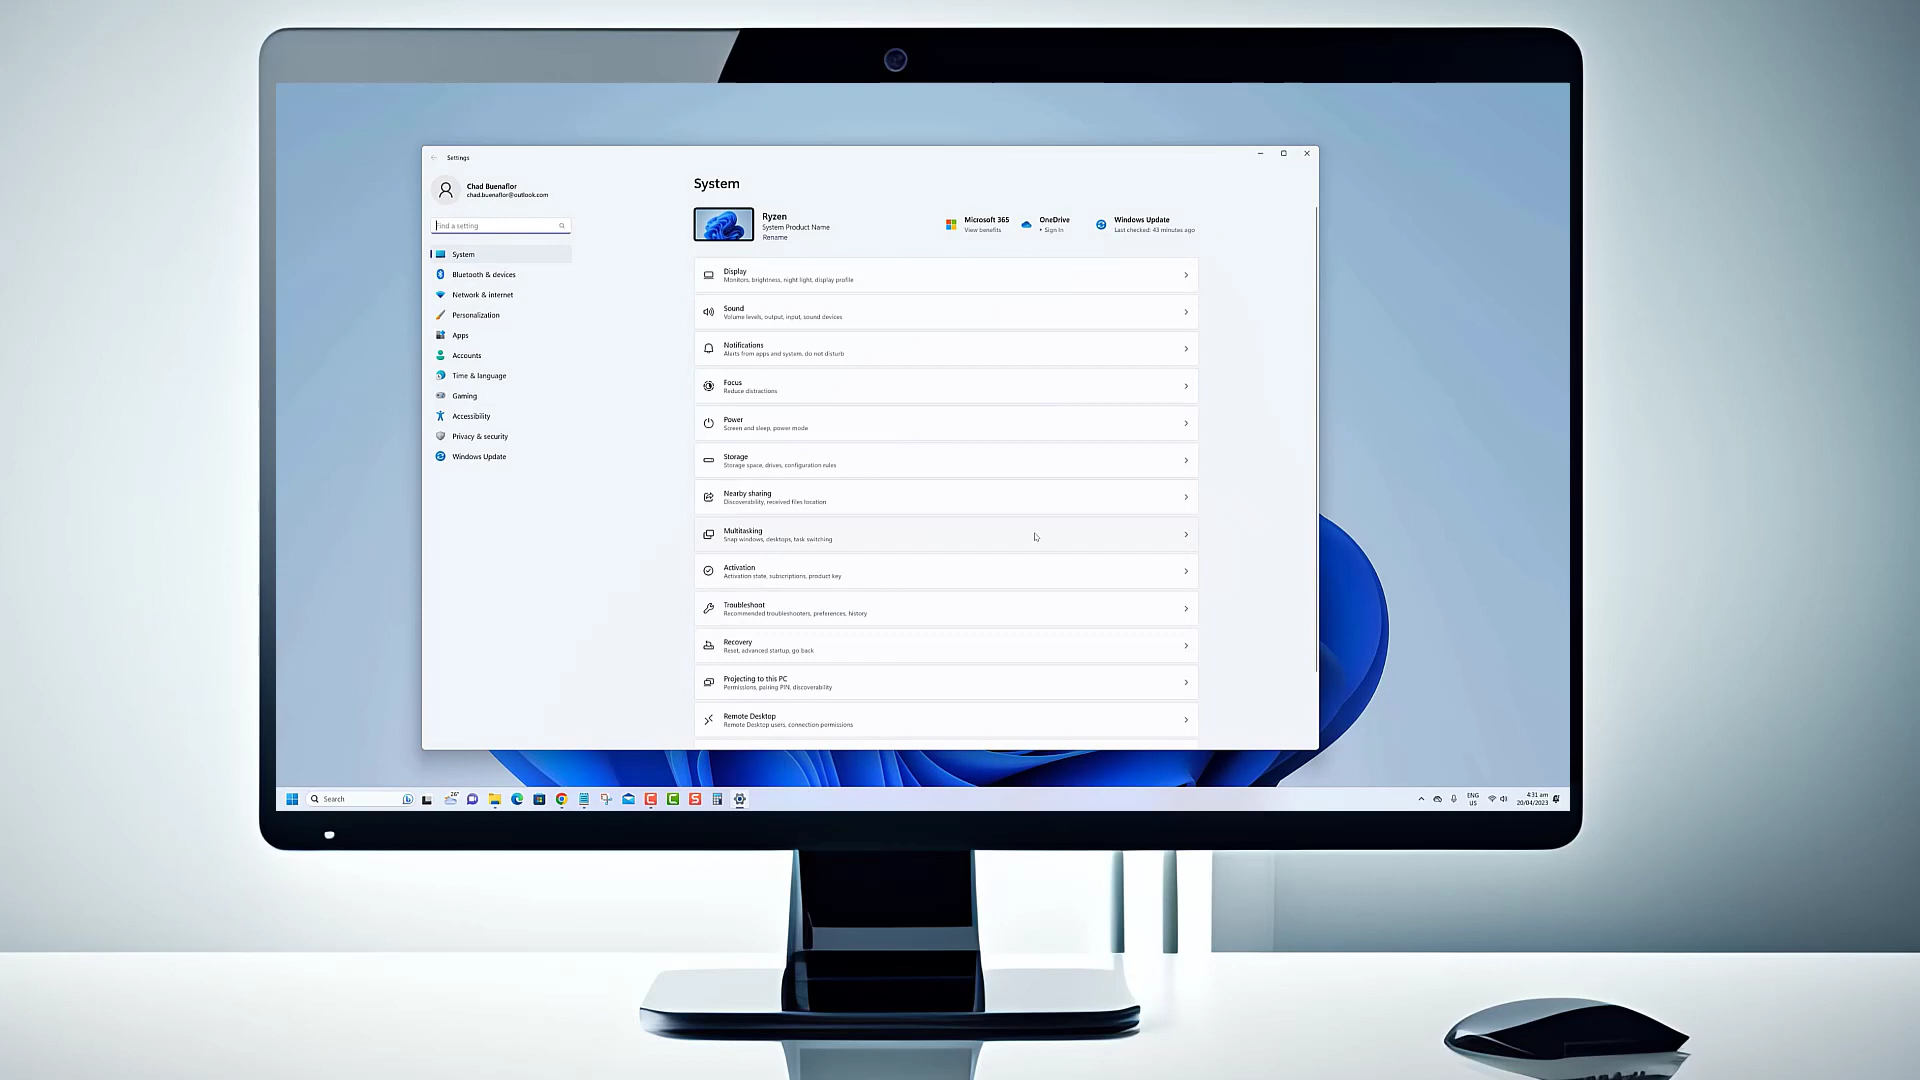 Settings
Chad Buenaflor
chad.buenaflor@outlook.com
Find a setting
System
Bluetooth & devices
Network & internet
Personalization
Apps
Accounts
Time & language
Gaming
Accessibility
Privacy & security
Windows Update
System
Ryzen
System Product Name
Rename
Microsoft 365
View benefits
OneDrive
• Sign In
Windows Update
Last checked: 43 minutes ago
Display
Monitors, brightness, night light, display profile
Sound
Volume levels, output, input, sound devices
Notifications
Alerts from apps and system, do not disturb
Focus
Reduce distractions
Power
Screen and sleep, power mode
Storage
Storage space, drives, configuration rules
Nearby sharing
Discoverability, received files location
Multitasking
Snap windows, desktops, task switching
Activation
Activation state, subscriptions, product key
Troubleshoot
Recommended troubleshooters, preferences, history
Recovery
Reset, advanced startup, go back
Projecting to this PC
Permissions, pairing PIN, discoverability
Remote Desktop
Remote Desktop users, connection permissions
Search
26°
ENG
US
4:31 am
20/04/2023